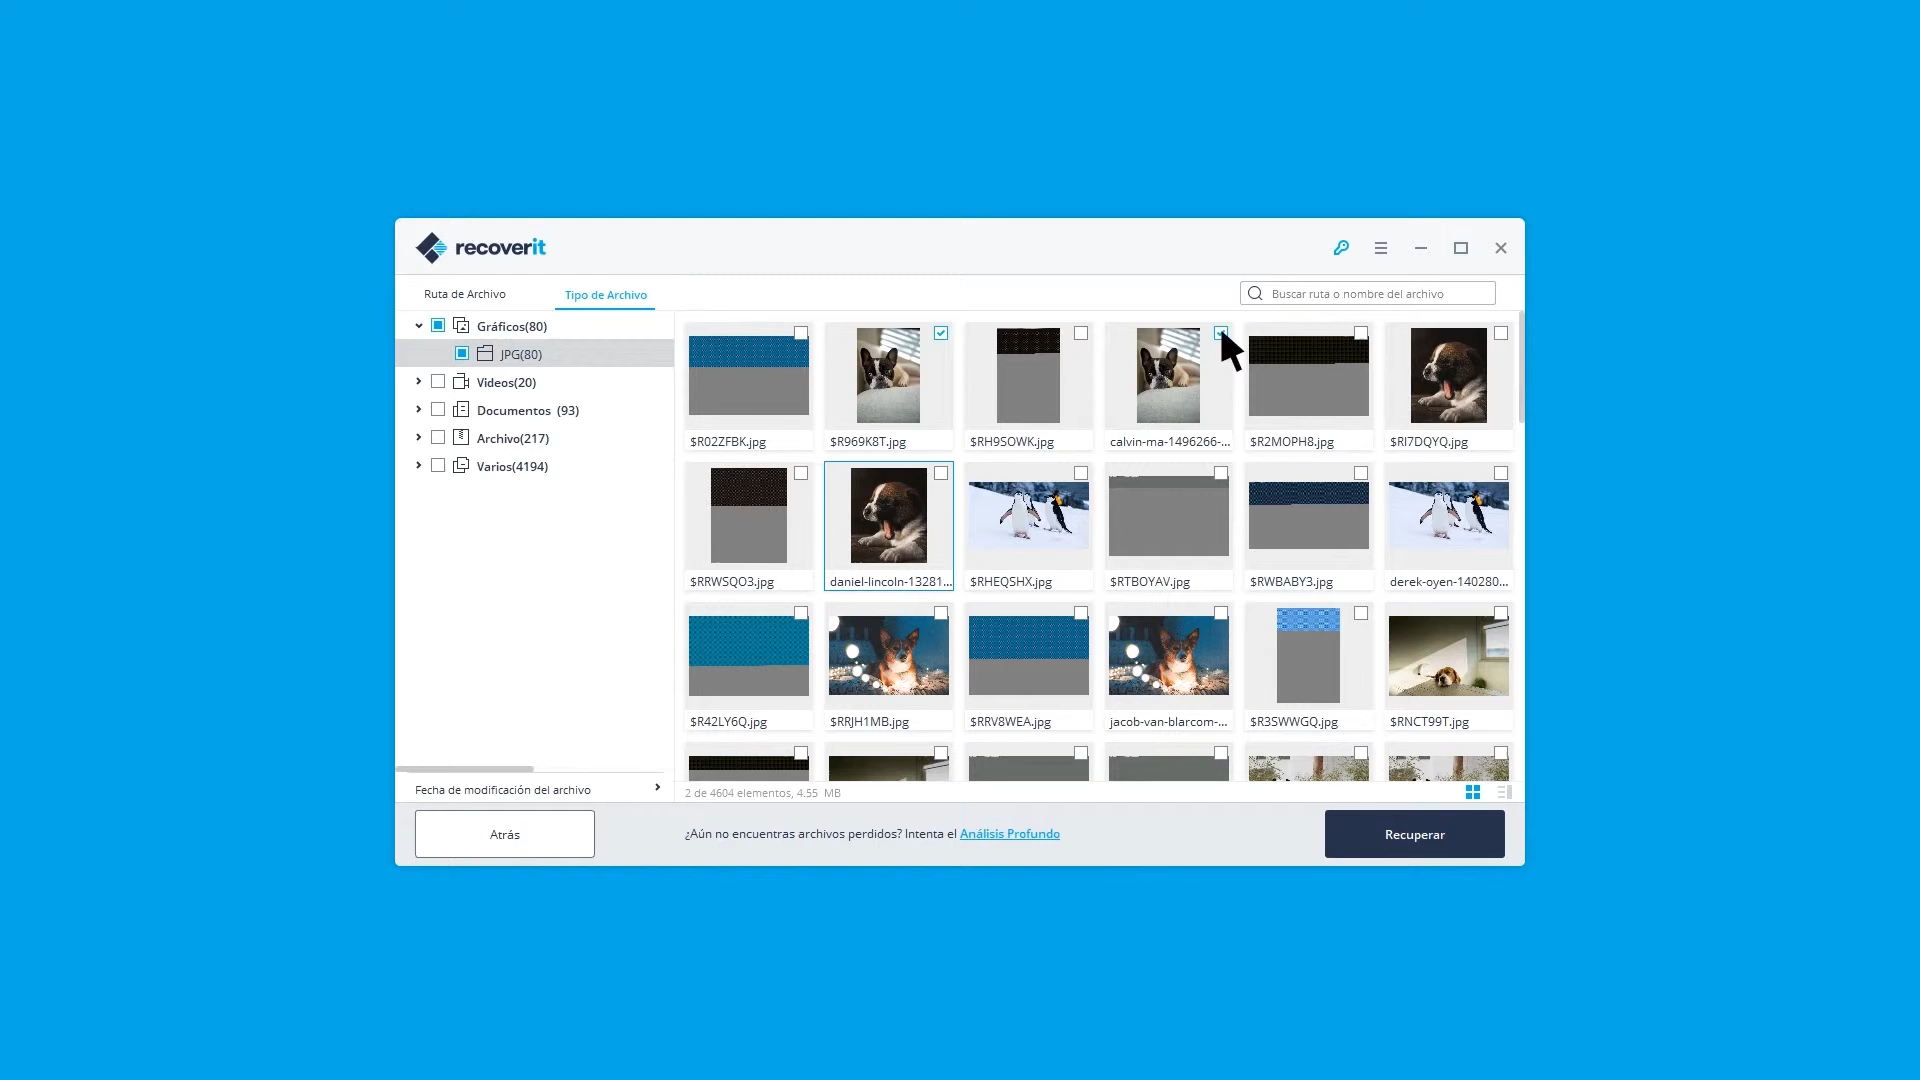 recoverit
Ruta de Archivo
Tipo de Archivo
Buscar ruta o nombre del archivo
Gráficos(80)
JPG(80)
Videos(20)
Documentos (93)
Archivo(217)
Varios(4194)
$R02ZFBK.jpg
$R969K8T.jpg
$RH9SOWK.jpg
calvin-ma-1496266-...
$R2MOPH8.jpg
$RI7DQYQ.jpg
$RRWSQO3.jpg
daniel-lincoln-13281...
$RHEQSHX.jpg
$RTBOYAV.jpg
$RWBABY3.jpg
derek-oyen-140280...
$R42LY6Q.jpg
$RRJH1MB.jpg
$RRV8WEA.jpg
jacob-van-blarcom-...
$R3SWWGQ.jpg
$RNCT99T.jpg
Fecha de modificación del archivo
2 de 4604 elementos, 4.55 MB
Atrás
¿Aún no encuentras archivos perdidos? Intenta el Análisis Profundo
Recuperar